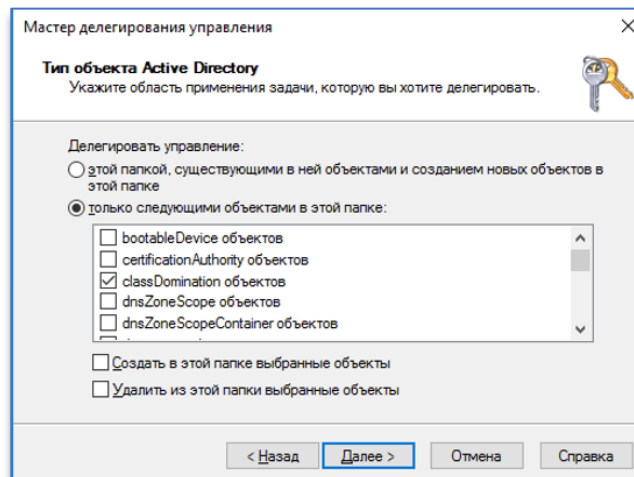 Мастер делегирования управления
Тип объекта Active Directory
Укажите область применения задачи, которую вы хотите делегировать.
Делегировать управление:
этой папкой, существующими в ней объектами и созданием новых объектов в
этой папке
только следующими объектами в этой папке:
bootableDevice объектов
certificationAuthority объектов
classDomination объектов
dnsZoneScope объектов
dnsZoneScopeContainer объектов
Создать в этой папке выбранные объекты
Удалить из этой папки выбранные объекты
< Назад Далее > Отмена Справка